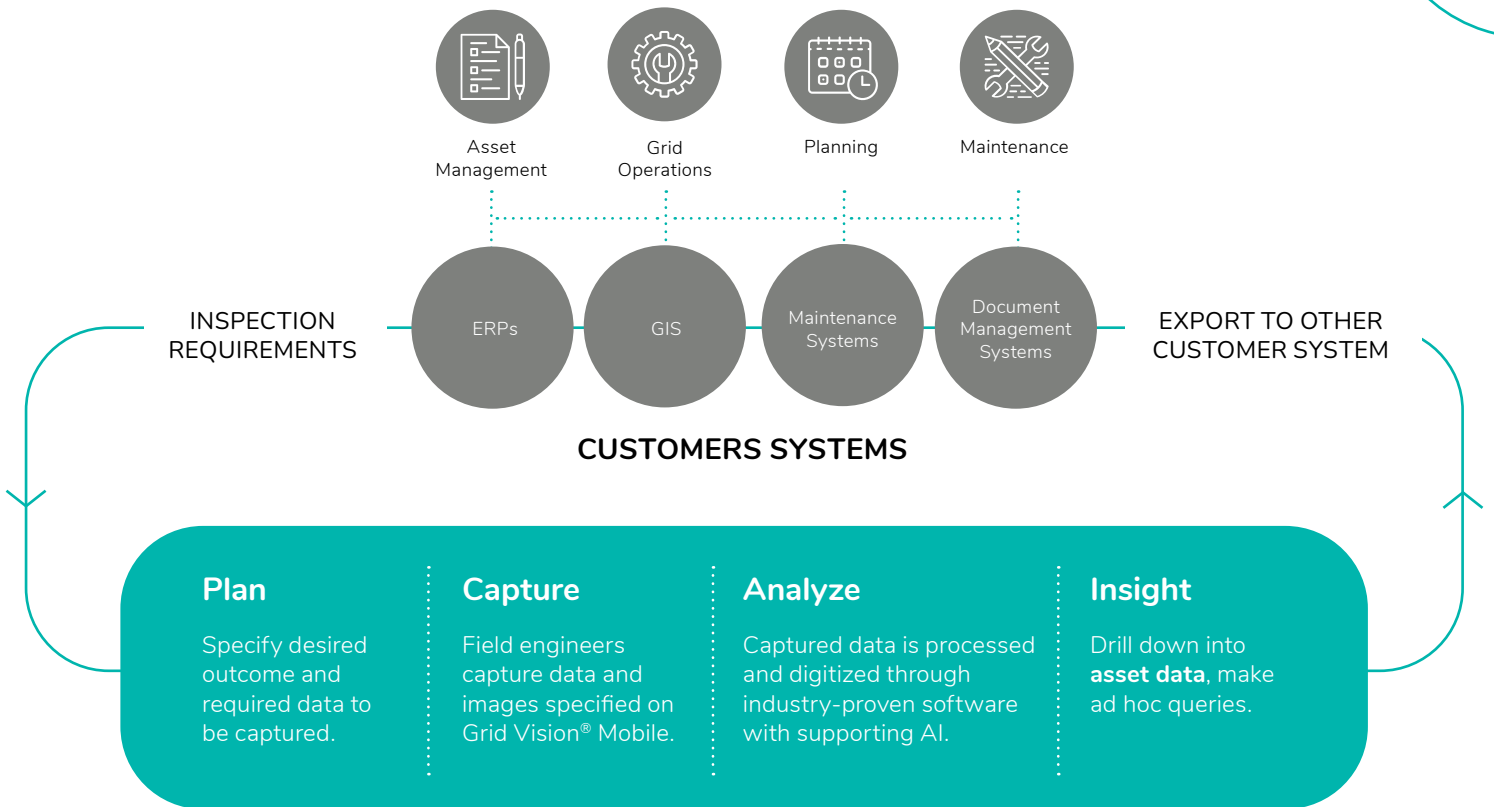 Asset
Management
Grid
Operations
Planning
Maintenance
INSPECTION
REQUIREMENTS
ERPs
GIS
Maintenance
Systems
Document
Management
Systems
EXPORT TO OTHER
CUSTOMER SYSTEM
CUSTOMERS SYSTEMS
Plan
Specify desired
outcome and
required data to
be captured.
Capture
Field engineers
capture data and
images specified on
Grid Vision® Mobile.
Analyze
Captured data is processed
and digitized through
industry-proven software
with supporting AI.
Insight
Drill down into
asset data, make
ad hoc queries.